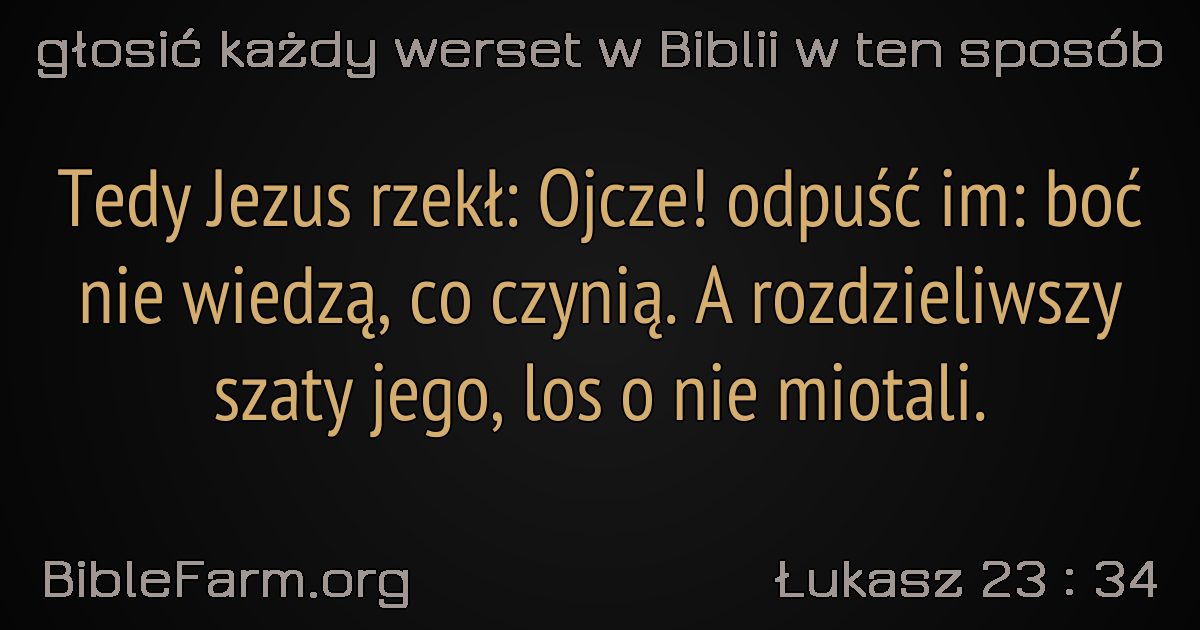 głosić każdy werset w Biblii w ten sposób
Tedy Jezus rzekł: Ojcze! odpuść im: boć
nie wiedzą, co czynią. A rozdzieliwszy
szaty jego, los o nie miotali.
BibleFarm.org
Łukasz 23 : 34